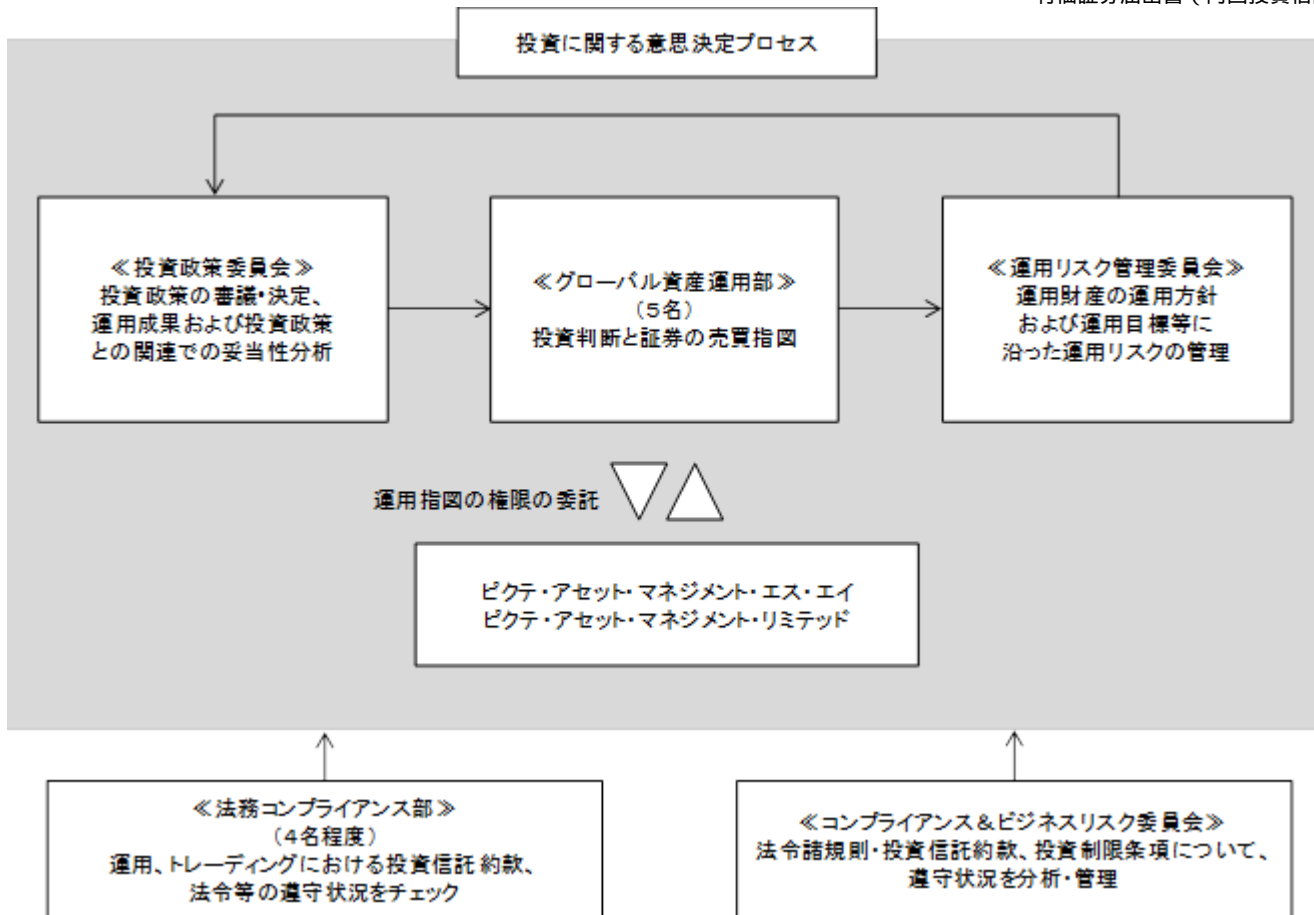 投資に関する意思決定プロセス
≪投資政策委員会≫
投資政策の審議・決定、
運用成果および投資政策
との関連での妥当性分析
≪グローバル資産運用部≫
(5名)
投資判断と証券の売買指図
≪運用リスク管理委員会≫
運用財産の運用方針
および運用目標等に
沿った運用リスクの管理
運用指図の権限の委託
ピクテ・アセット・マネジメント・エス・エイ
ピクテ・アセット・マネジメント・リミテッド
≪法務コンプライアンス部≫
(4名程度)
運用、トレーディングにおける投資信託約款、
法令等の遵守状況をチェック
≪コンプライアンス&ビジネスリスク委員会≫
法令諸規則・投資信託約款、投資制限条項について、
遵守状況を分析・管理